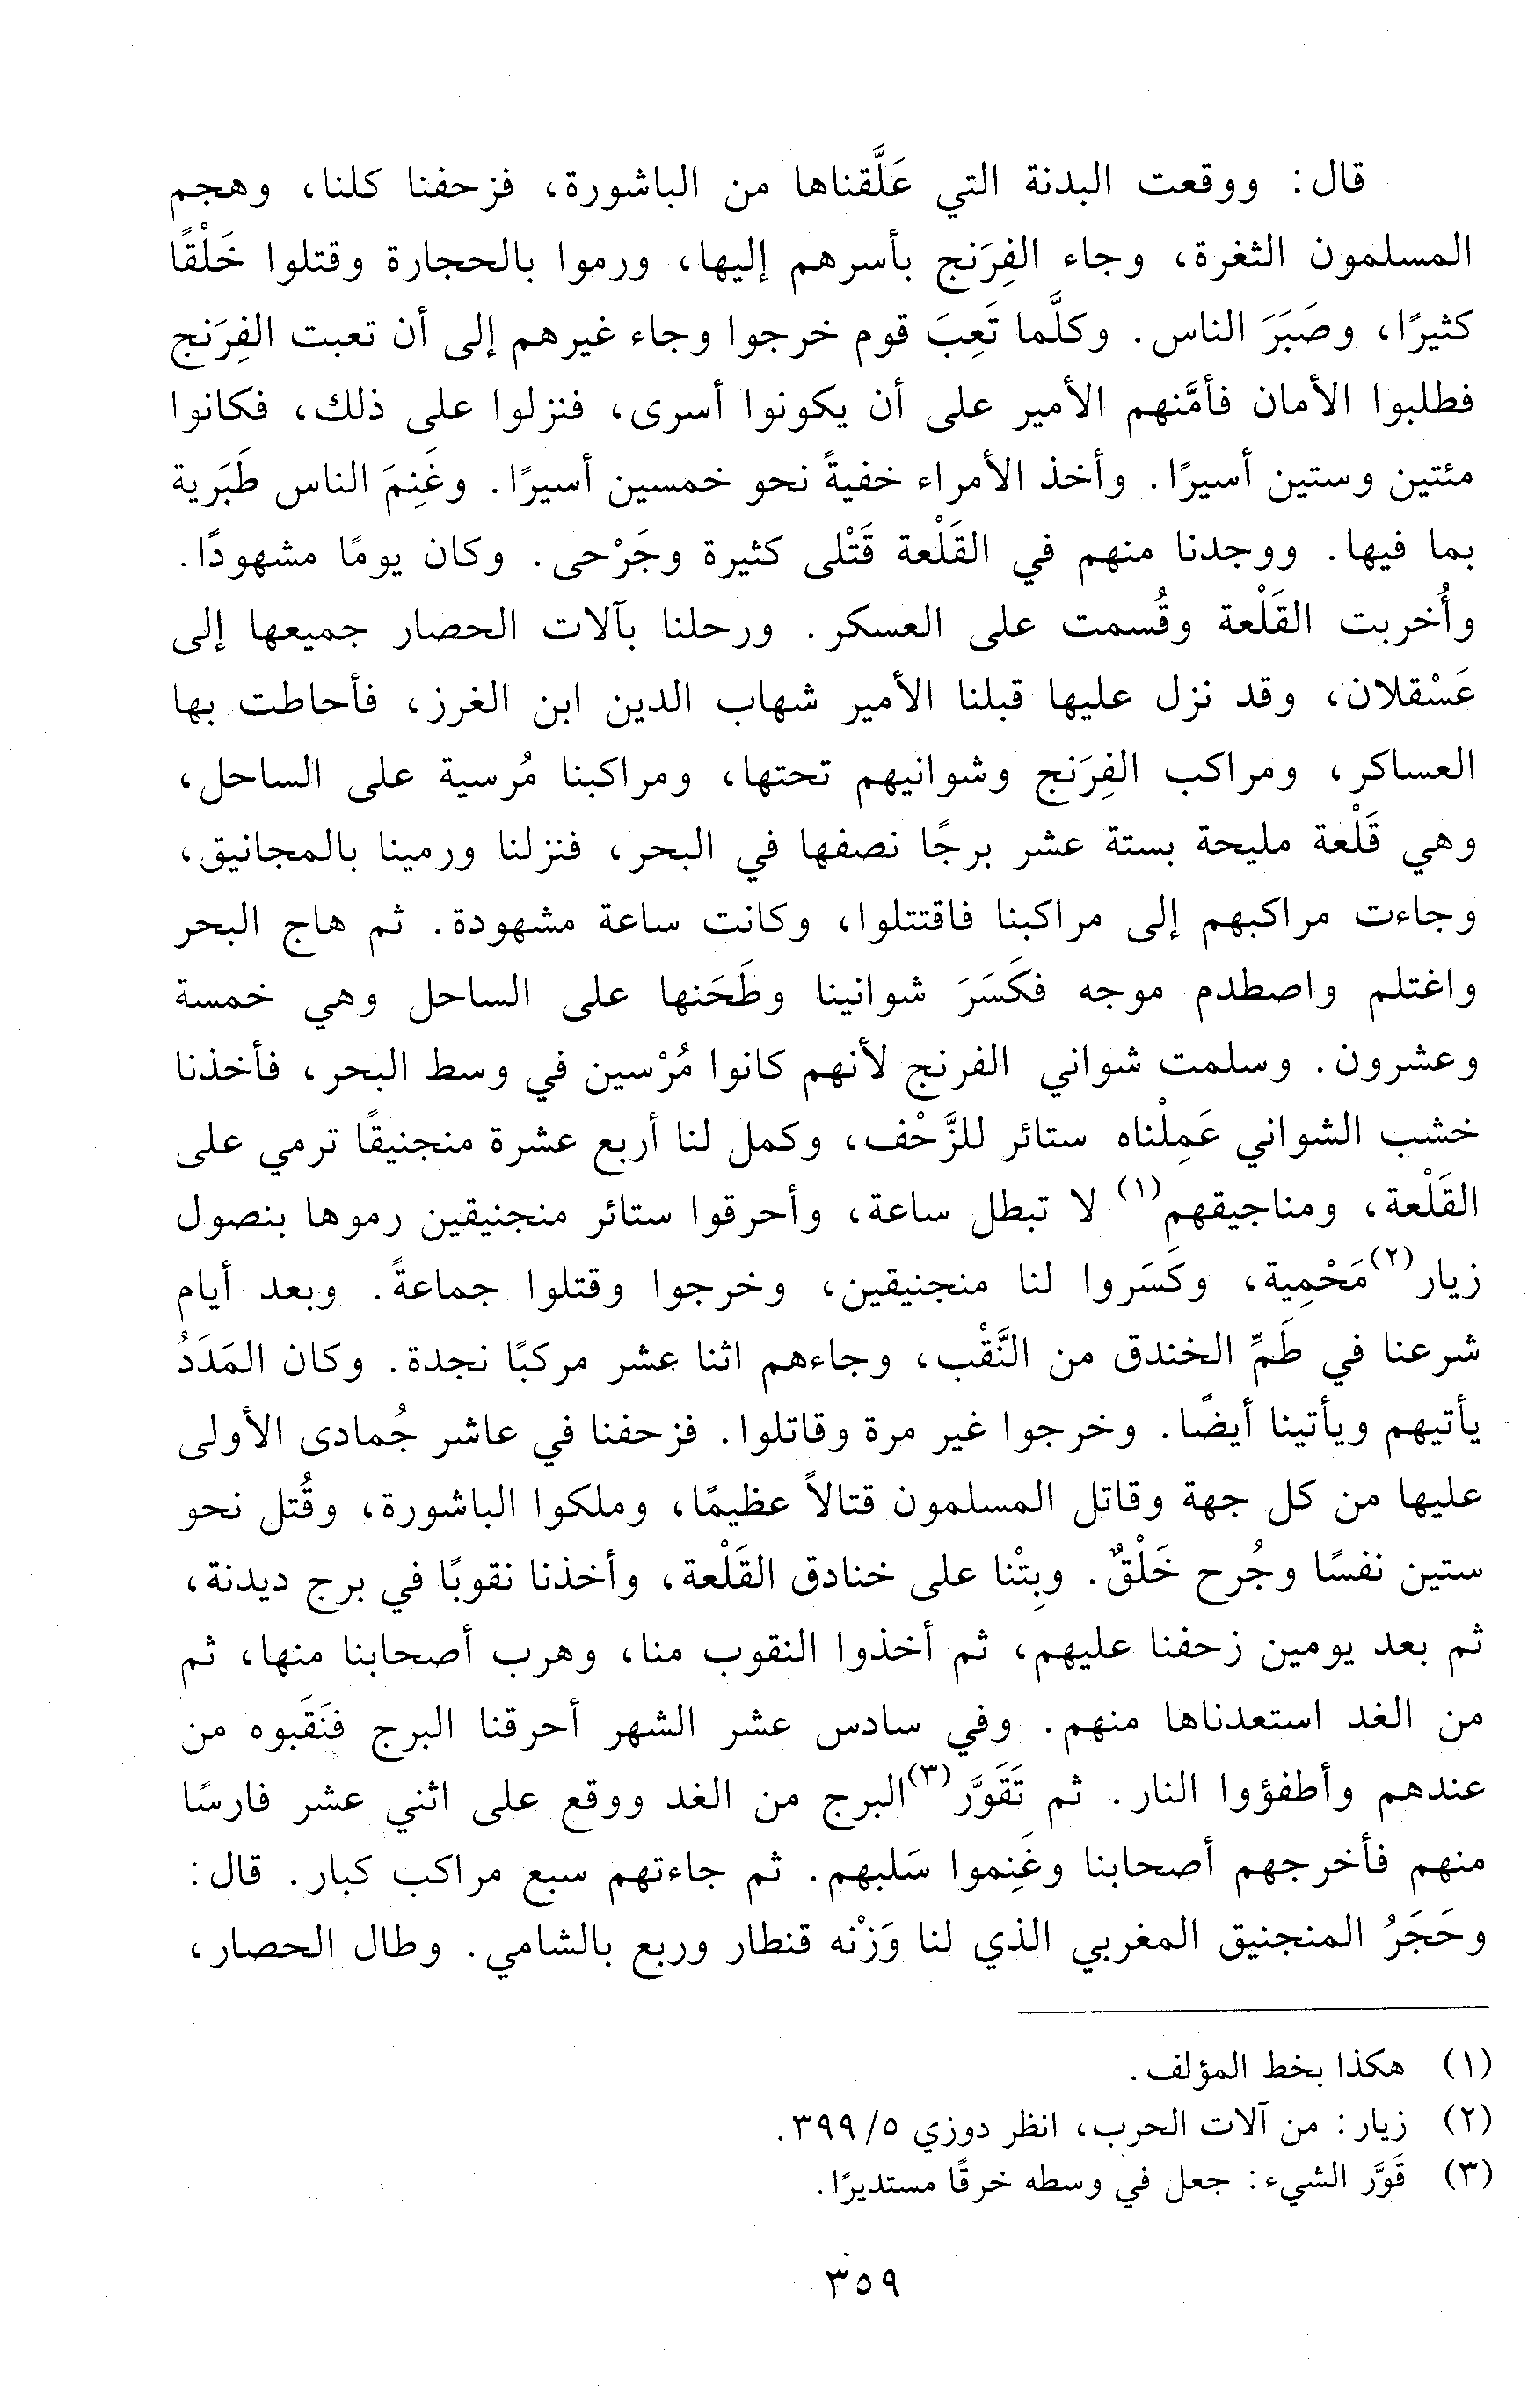 قال: ووقعت البدنة التي عَلَّقناها من الباشورة، فزحفنا كلنا، وهجم
المسلمون الثغرة، وجاء الفِرَنج بأسرهم إليها، ورموا بالحجارة وقتلوا خَلْقًا
كثيرًا، وصَبَرَ الناس. وكلَّما تَعِبَ قوم خرجوا وجاء غيرهم إلى أن تعبت الفِرَنج
فطلبوا الأمان فأمَّنهم الأمير على أن يكونوا أسرى، فنزلوا على ذلك، فكانوا
مئتين وستين أسيرًا. وأخذ الأمراء خفيةً نحو خمسين أسيرًا. وغَنِمَ الناس طَبَرية
بما فيها. ووجدنا منهم في القَلْعة قَتْلى كثيرة وجَرْحى. وكان يومًا مشهودًا.
وأُخربت القَلْعة وقُسمت على العسكر. ورحلنا بآلات الحصار جميعها إلى
عَسْقلان، وقد نزل عليها قبلنا الأمير شهاب الدين ابن الغرز، فأحاطت بها
العساكر، ومراكب الفِرَنج وشوانيهم تحتها، ومراكبنا مُرسية على الساحل،
وهي قَلْعة مليحة بستة عشر برجًا نصفها في البحر، فنزلنا ورمينا بالمجانيق،
وجاءت مراكبهم إلى مراكبنا فاقتتلوا، وكانت ساعة مشهودة. ثم هاج البحر
واغتلم واصطدم موجه فكَسَرَ شوانينا وطَحَنها على الساحل وهي خمسة
وعشرون. وسلمت شواني الفرنج لأنهم كانوا مُرْسين في وسط البحر، فأخذنا
خشب الشواني عَمِلْناه ستائر للزَّحْف، وكمل لنا أربع عشرة منجنيقًا ترمي على
القَلْعة، ومناجيقهم(١) لا تبطل ساعة، وأحرقوا ستائر منجنيقين رموها بنصول
زيار(٢) مَحْمِية، وكَسَروا لنا منجنيقين، وخرجوا وقتلوا جماعةً. وبعد أيام
شرعنا في طَمِّ الخندق من النَّقْب، وجاءهم اثنا عشر مركبًا نجدة. وكان المَدَدُ
يأتيهم ويأتينا أيضًا. وخرجوا غير مرة وقاتلوا. فزحفنا في عاشر جُمادى الأولى
عليها من كل جهة وقاتل المسلمون قتالاً عظيمًا، وملكوا الباشورة، وقُتل نحو
ستين نفسًا وجُرح خَلْقٌ. وبِتْنا على خنادق القَلْعة، وأخذنا نقوبًا في برج ديدنة،
ثم بعد يومين زحفنا عليهم، ثم أخذوا النقوب منا، وهرب أصحابنا منها، ثم
من الغد استعدناها منهم. وفي سادس عشر الشهر أحرقنا البرج فنَقَبوه من
عندهم وأطفؤوا النار. ثم تَقَوَّر(٣) البرج من الغد ووقع على اثني عشر فارسًا
منهم فأخرجهم أصحابنا وغَنِموا سَلبهم. ثم جاءتهم سبع مراكب كبار. قال:
وحَجَرُ المنجنيق المغربي الذي لنا وَزْنه قنطار وربع بالشامي. وطال الحصار،
(١) هكذا بخط المؤلف.
(٢) زيار: من آلات الحرب، انظر دوزي ٥/ ٣٩٩.
(٣) قَوَّر الشيء: جعل في وسطه خرقًا مستديرًا.
٣٥٩